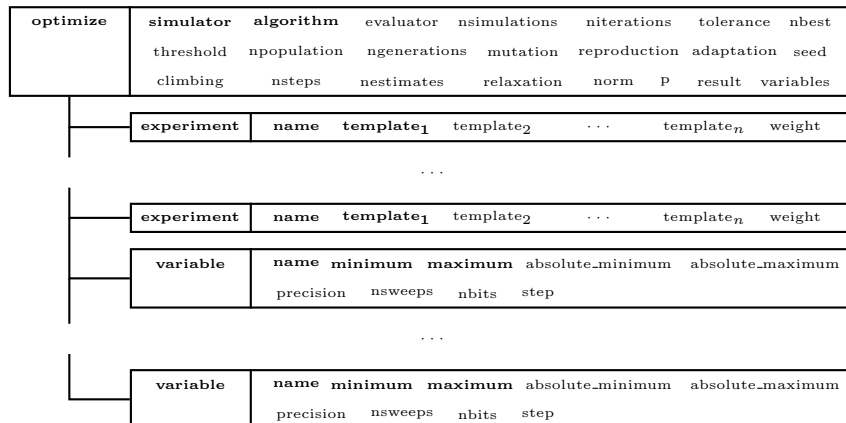 optimize simulator algorithm evaluator nsimulations niterations tolerance nbest
threshold npopulation ngenerations mutation reproduction adaptation seed
climbing nsteps nestimates relaxation norm p result variables
experiment name template₁ template₂ ··· templateₙ weight
...
experiment name template₁ template₂ ··· templateₙ weight
variable name minimum maximum absolute_minimum absolute_maximum
precision nsweeps nbits step
...
variable name minimum maximum absolute_minimum absolute_maximum
precision nsweeps nbits step